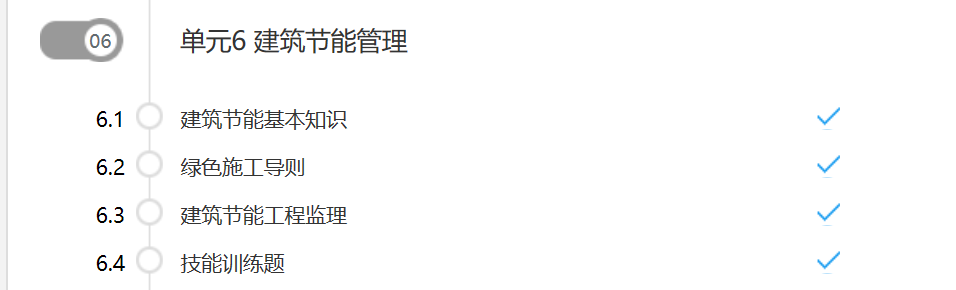 06 单元6 建筑节能管理
6.1 建筑节能基本知识
6.2 绿色施工导则
6.3 建筑节能工程监理
6.4 技能训练题